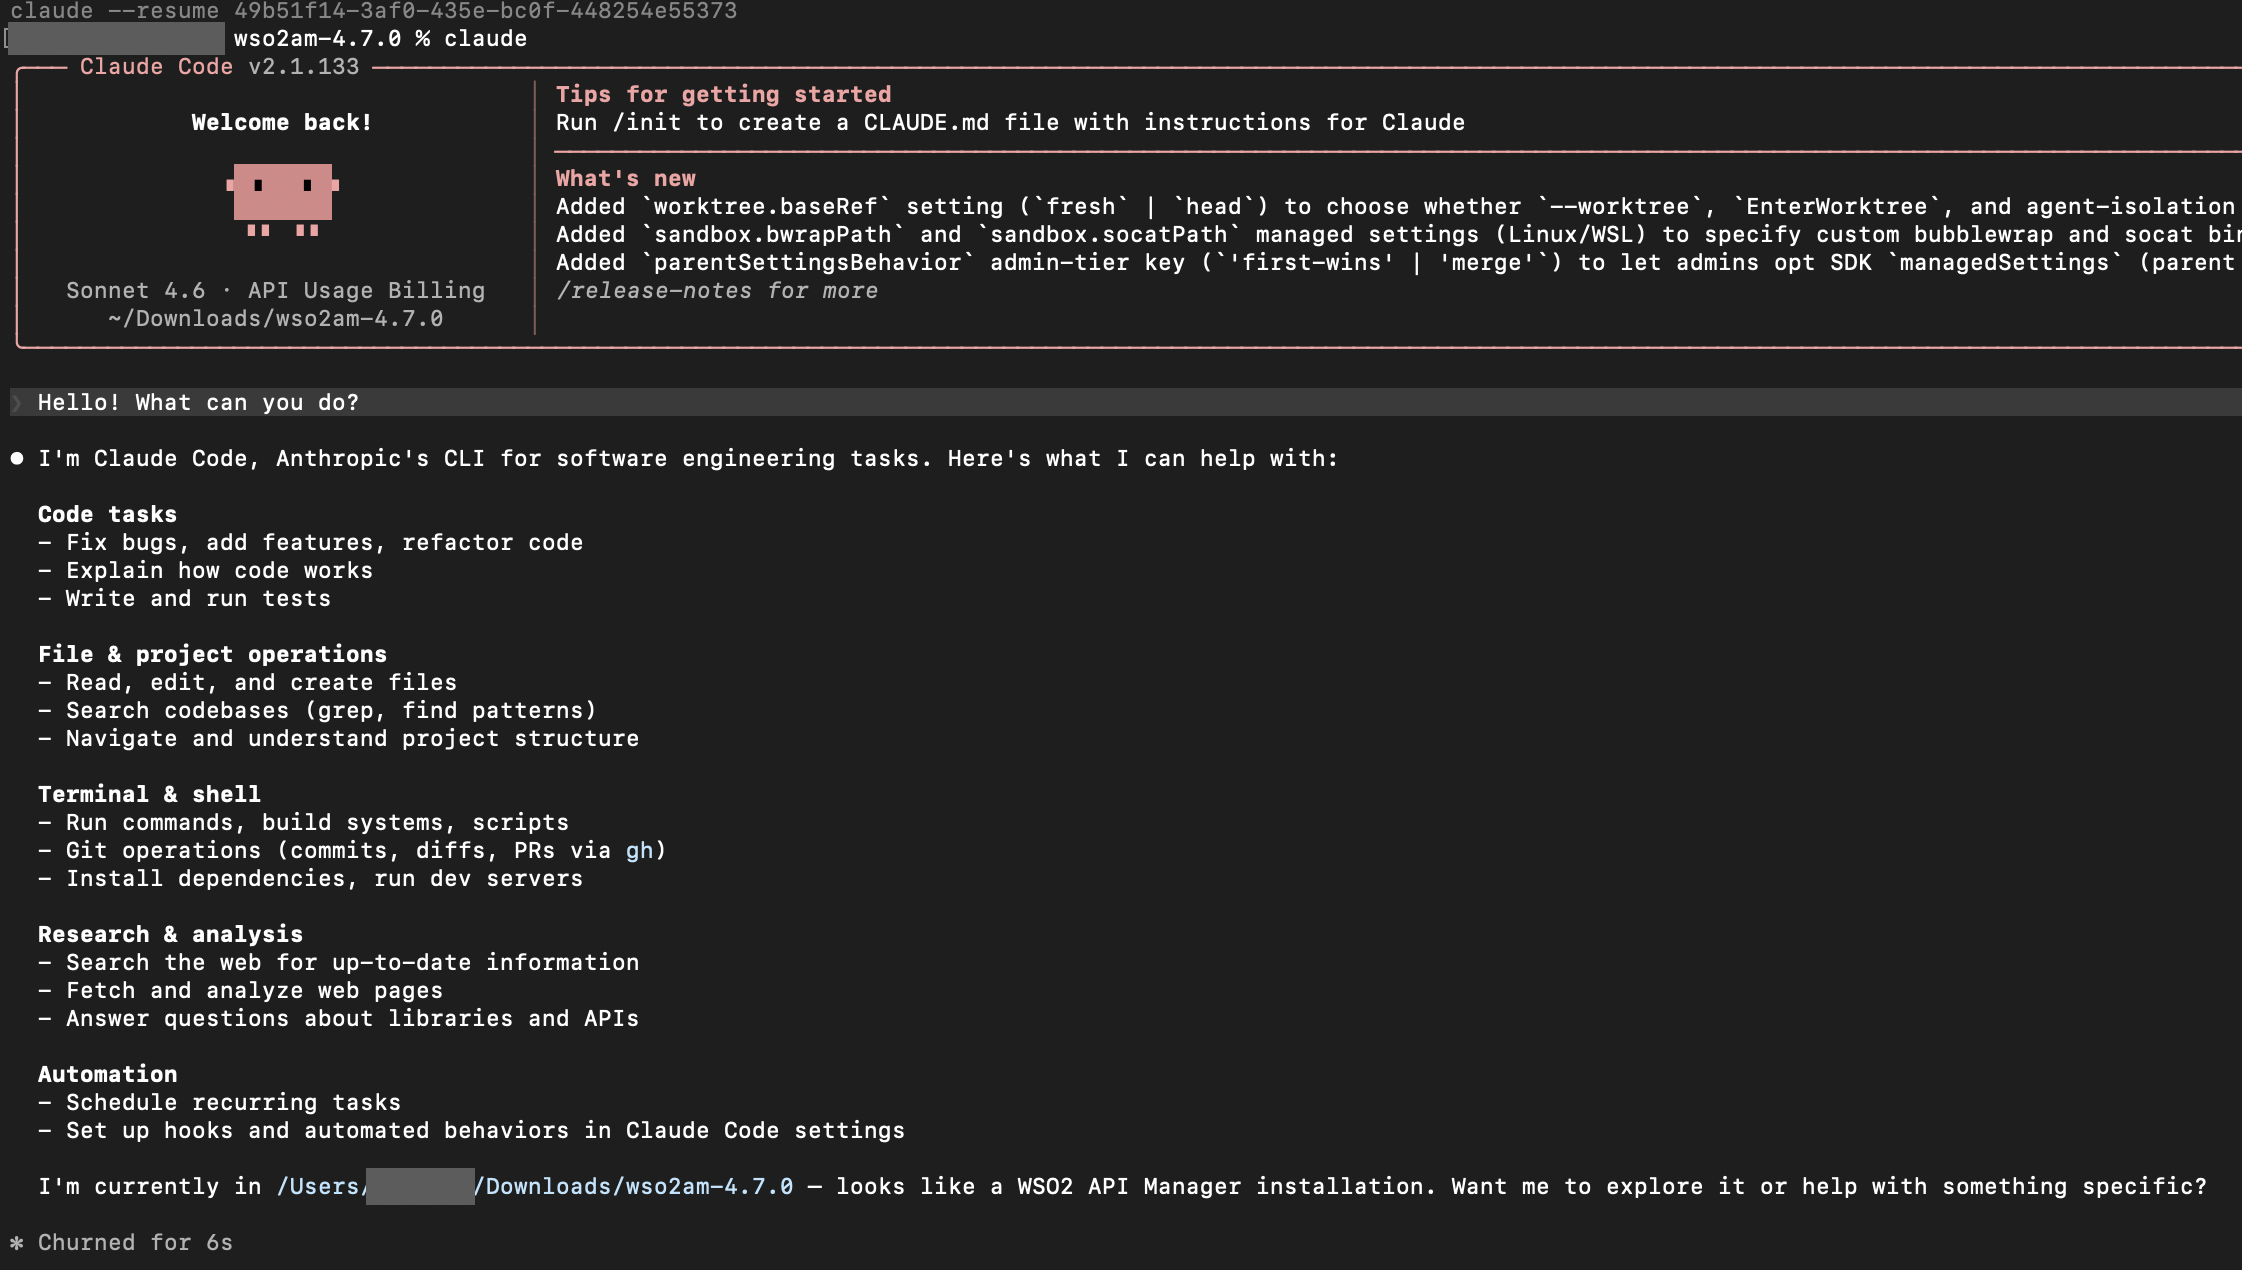 claude --resume 49b51f14-3af0-435e-bc0f-448254e55373
wso2am-4.7.0 % claude
Claude Code v2.1.133
Welcome back!
Sonnet 4.6 · API Usage Billing
~/Downloads/wso2am-4.7.0
Tips for getting started
Run /init to create a CLAUDE.md file with instructions for Claude
What's new
Added `worktree.baseRef` setting (`fresh` | `head`) to choose whether `--worktree`, `EnterWorktree`, and agent-isolation
Added `sandbox.bwrapPath` and `sandbox.socatPath` managed settings (Linux/WSL) to specify custom bubblewrap and socat bin
Added `parentSettingsBehavior` admin-tier key (`'first-wins' | 'merge'`) to let admins opt SDK `managedSettings` (parent
/release-notes for more
❯ Hello! What can you do?
● I'm Claude Code, Anthropic's CLI for software engineering tasks. Here's what I can help with:
Code tasks
- Fix bugs, add features, refactor code
- Explain how code works
- Write and run tests
File & project operations
- Read, edit, and create files
- Search codebases (grep, find patterns)
- Navigate and understand project structure
Terminal & shell
- Run commands, build systems, scripts
- Git operations (commits, diffs, PRs via gh)
- Install dependencies, run dev servers
Research & analysis
- Search the web for up-to-date information
- Fetch and analyze web pages
- Answer questions about libraries and APIs
Automation
- Schedule recurring tasks
- Set up hooks and automated behaviors in Claude Code settings
I'm currently in /Users/ /Downloads/wso2am-4.7.0 — looks like a WSO2 API Manager installation. Want me to explore it or help with something specific?
✻ Churned for 6s